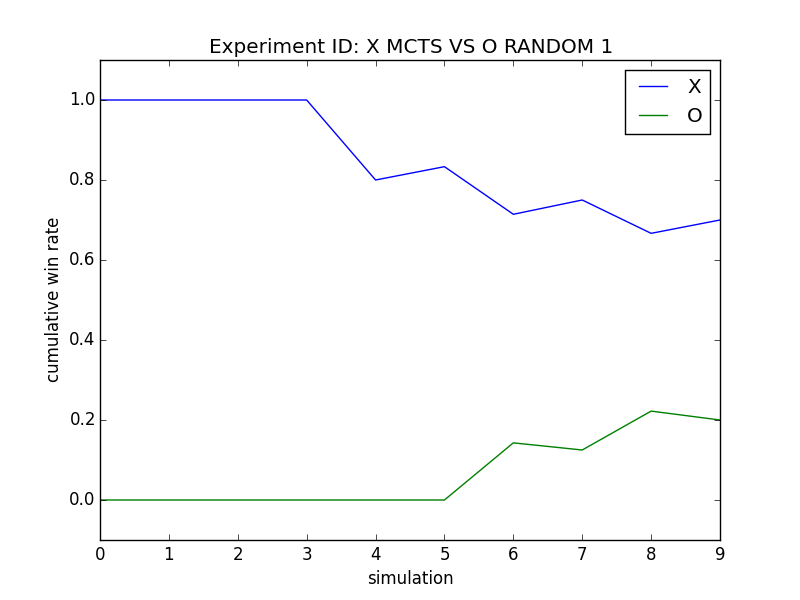 Experiment ID: X MCTS VS O RANDOM 1
X
O
1.0
0.8
0.6
0.4
0.2
0.0
cumulative win rate
0 1 2 3 4 5 6 7 8 9
simulation